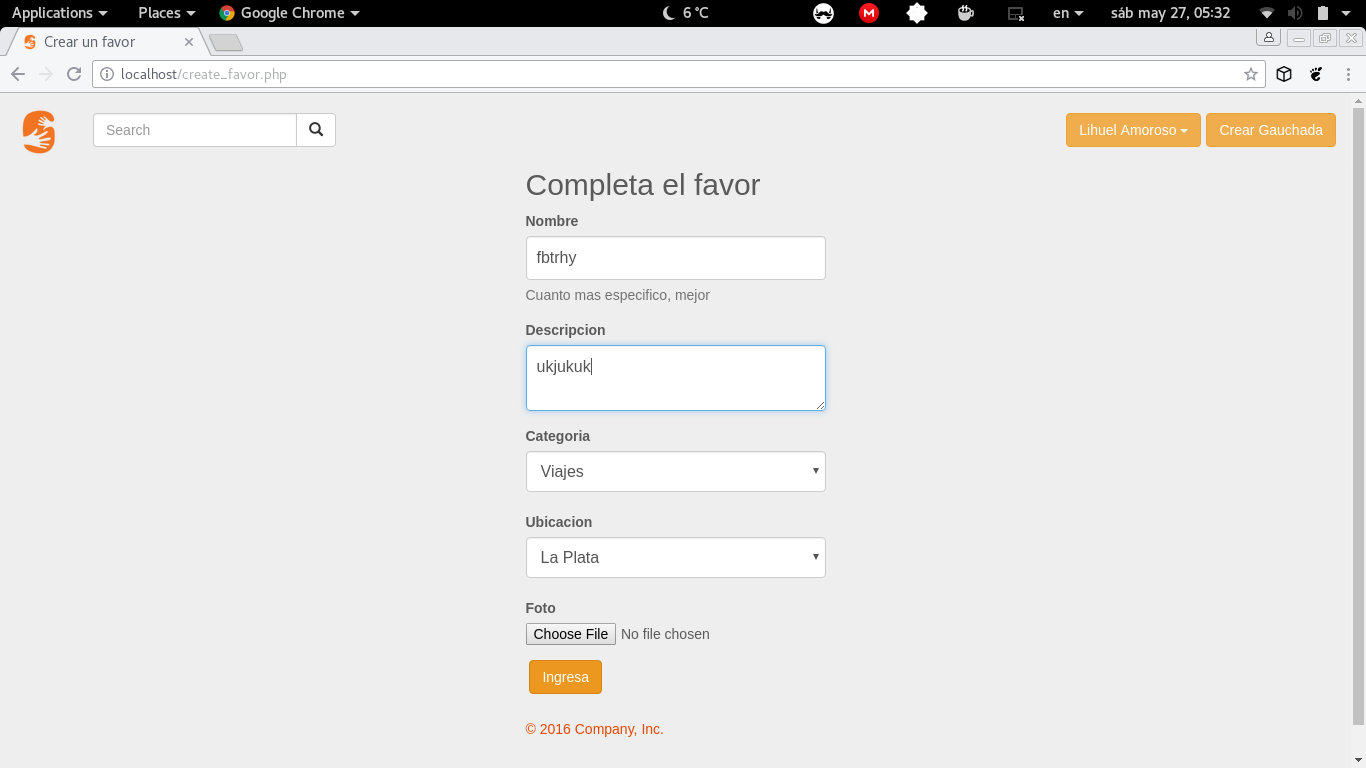 Applications Places Google Chrome 6 °C en sáb may 27, 05:32
Crear un favor
localhost/create_favor.php
Search
Lihuel Amoroso Crear Gauchada
Completa el favor
Nombre
fbtrhy
Cuanto mas especifico, mejor
Descripcion
ukjukuk
Categoria
Viajes
Ubicacion
La Plata
Foto
Choose File No file chosen
Ingresa
© 2016 Company, Inc.